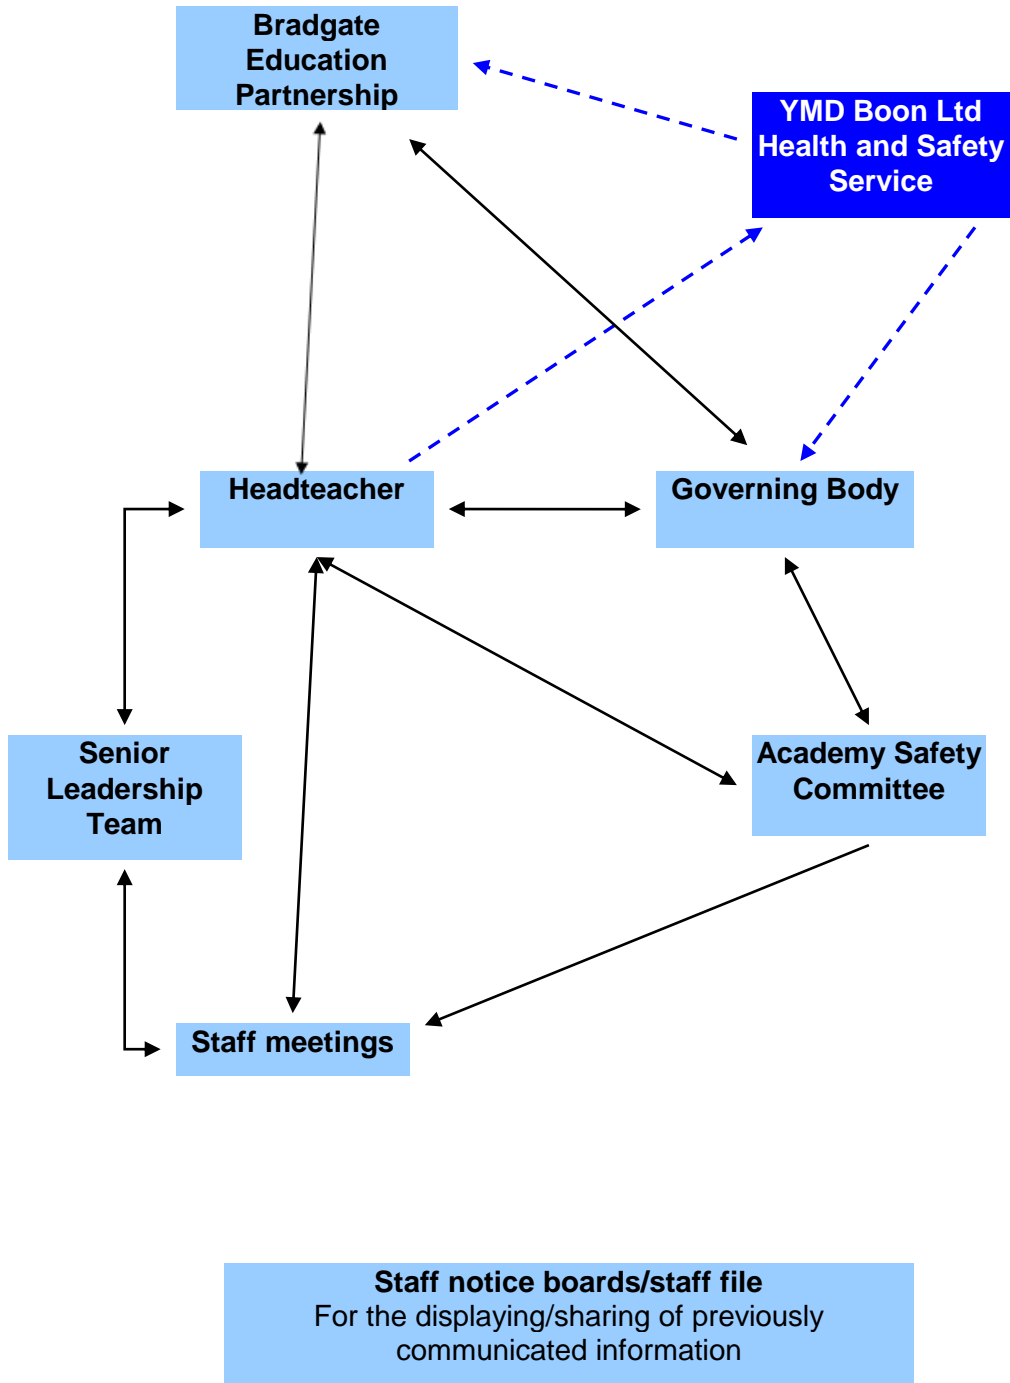 Bradgate
Education
Partnership
YMD Boon Ltd
Health and Safety
Service
Headteacher
Governing Body
Senior
Leadership
Team
Academy Safety
Committee
Staff meetings
Staff notice boards/staff file
For the displaying/sharing of previously
communicated information